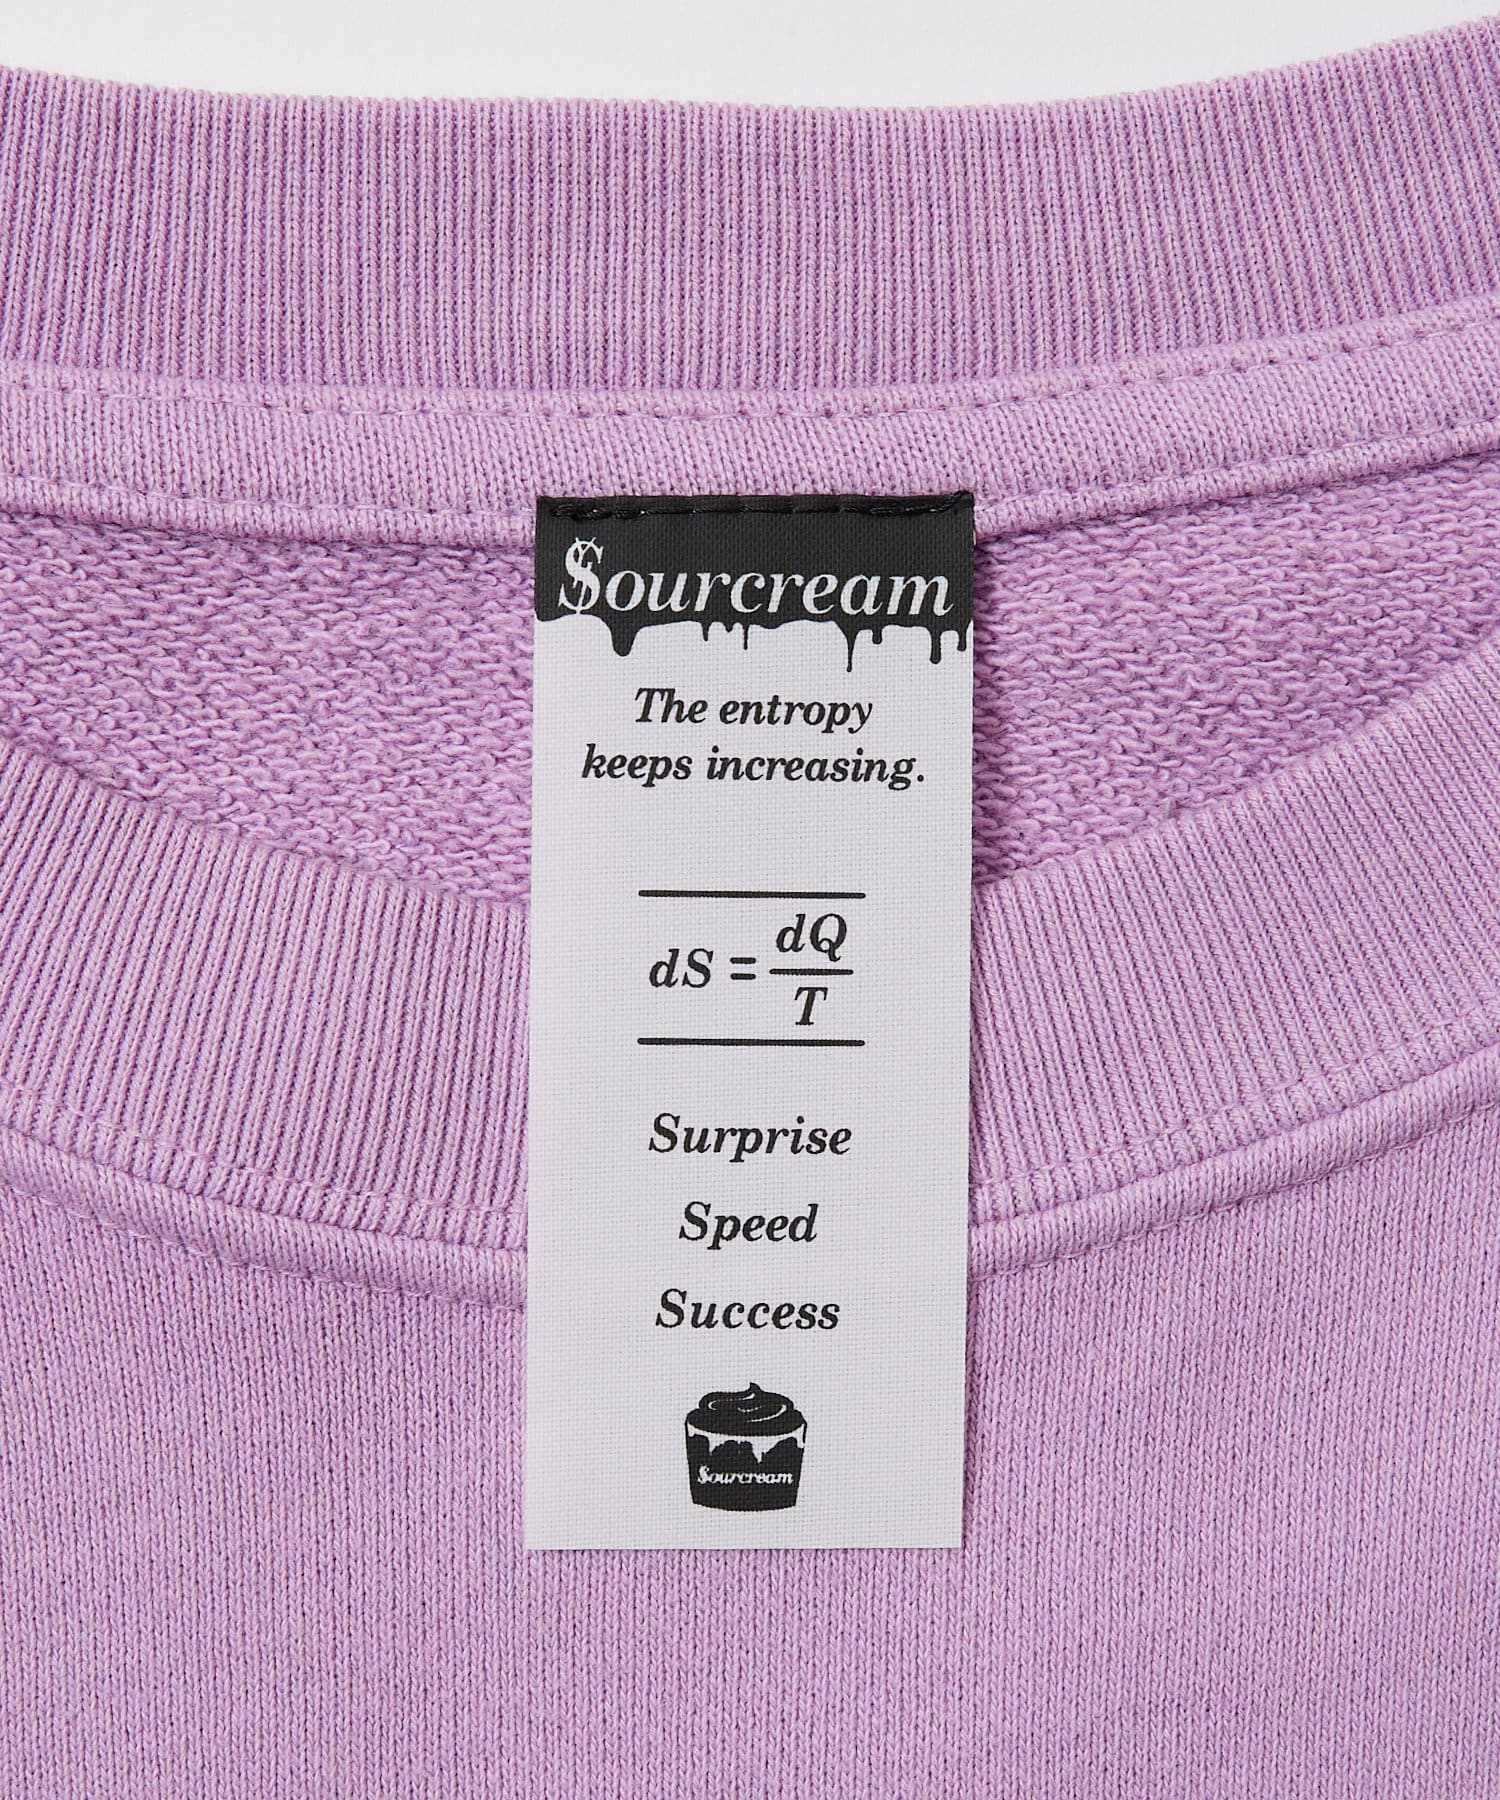 $ourcream
The entropy
keeps increasing.
dS = dQ/T
Surprise
Speed
Success
$ourcream